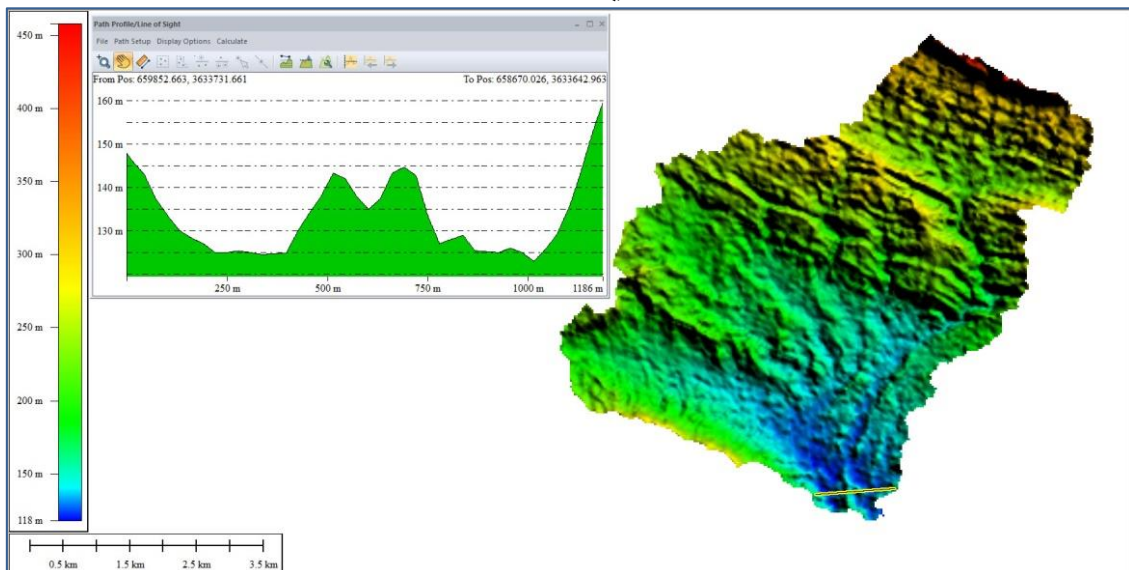 450 m
400 m
350 m
300 m
250 m
200 m
150 m
118 m
0.5 km 1.5 km 2.5 km 3.5 km
Path Profile/Line of Sight
File Path Setup Display Options Calculate
From Pos: 659852.663, 3633731.661 To Pos: 658670.026, 3633642.963
160 m
150 m
140 m
130 m
250 m 500 m 750 m 1000 m 1186 m